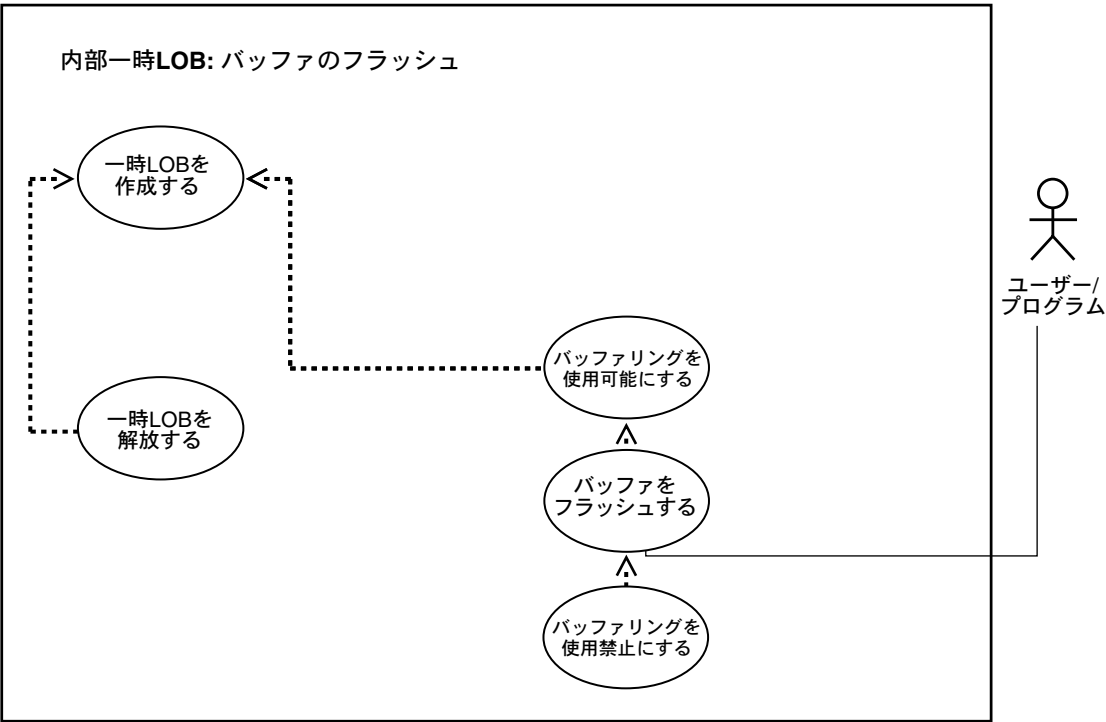 内部一時LOB: バッファのフラッシュ
一時LOBを
作成する
ユーザー/
プログラム
バッファリングを
使用可能にする
一時LOBを
解放する
バッファを
フラッシュする
バッファリングを
使用禁止にする